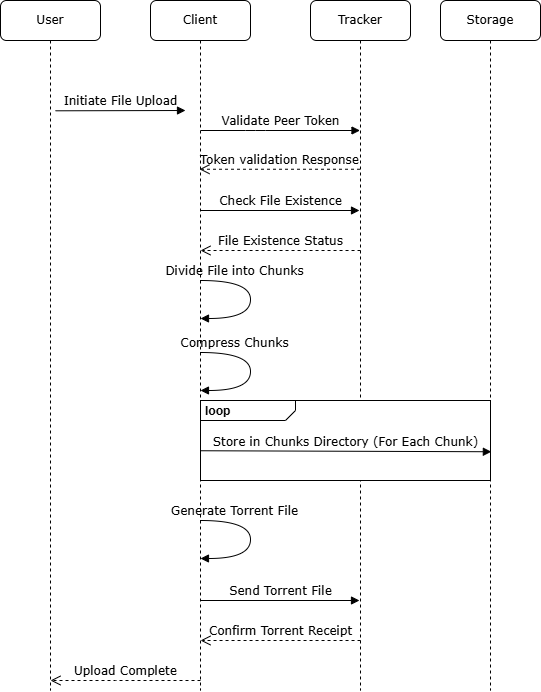 User
Client
Tracker
Storage
Initiate File Upload
Validate Peer Token
Token validation Response
Check File Existence
File Existence Status
Divide File into Chunks
Compress Chunks
loop
Store in Chunks Directory (For Each Chunk)
Generate Torrent File
Send Torrent File
Confirm Torrent Receipt
Upload Complete